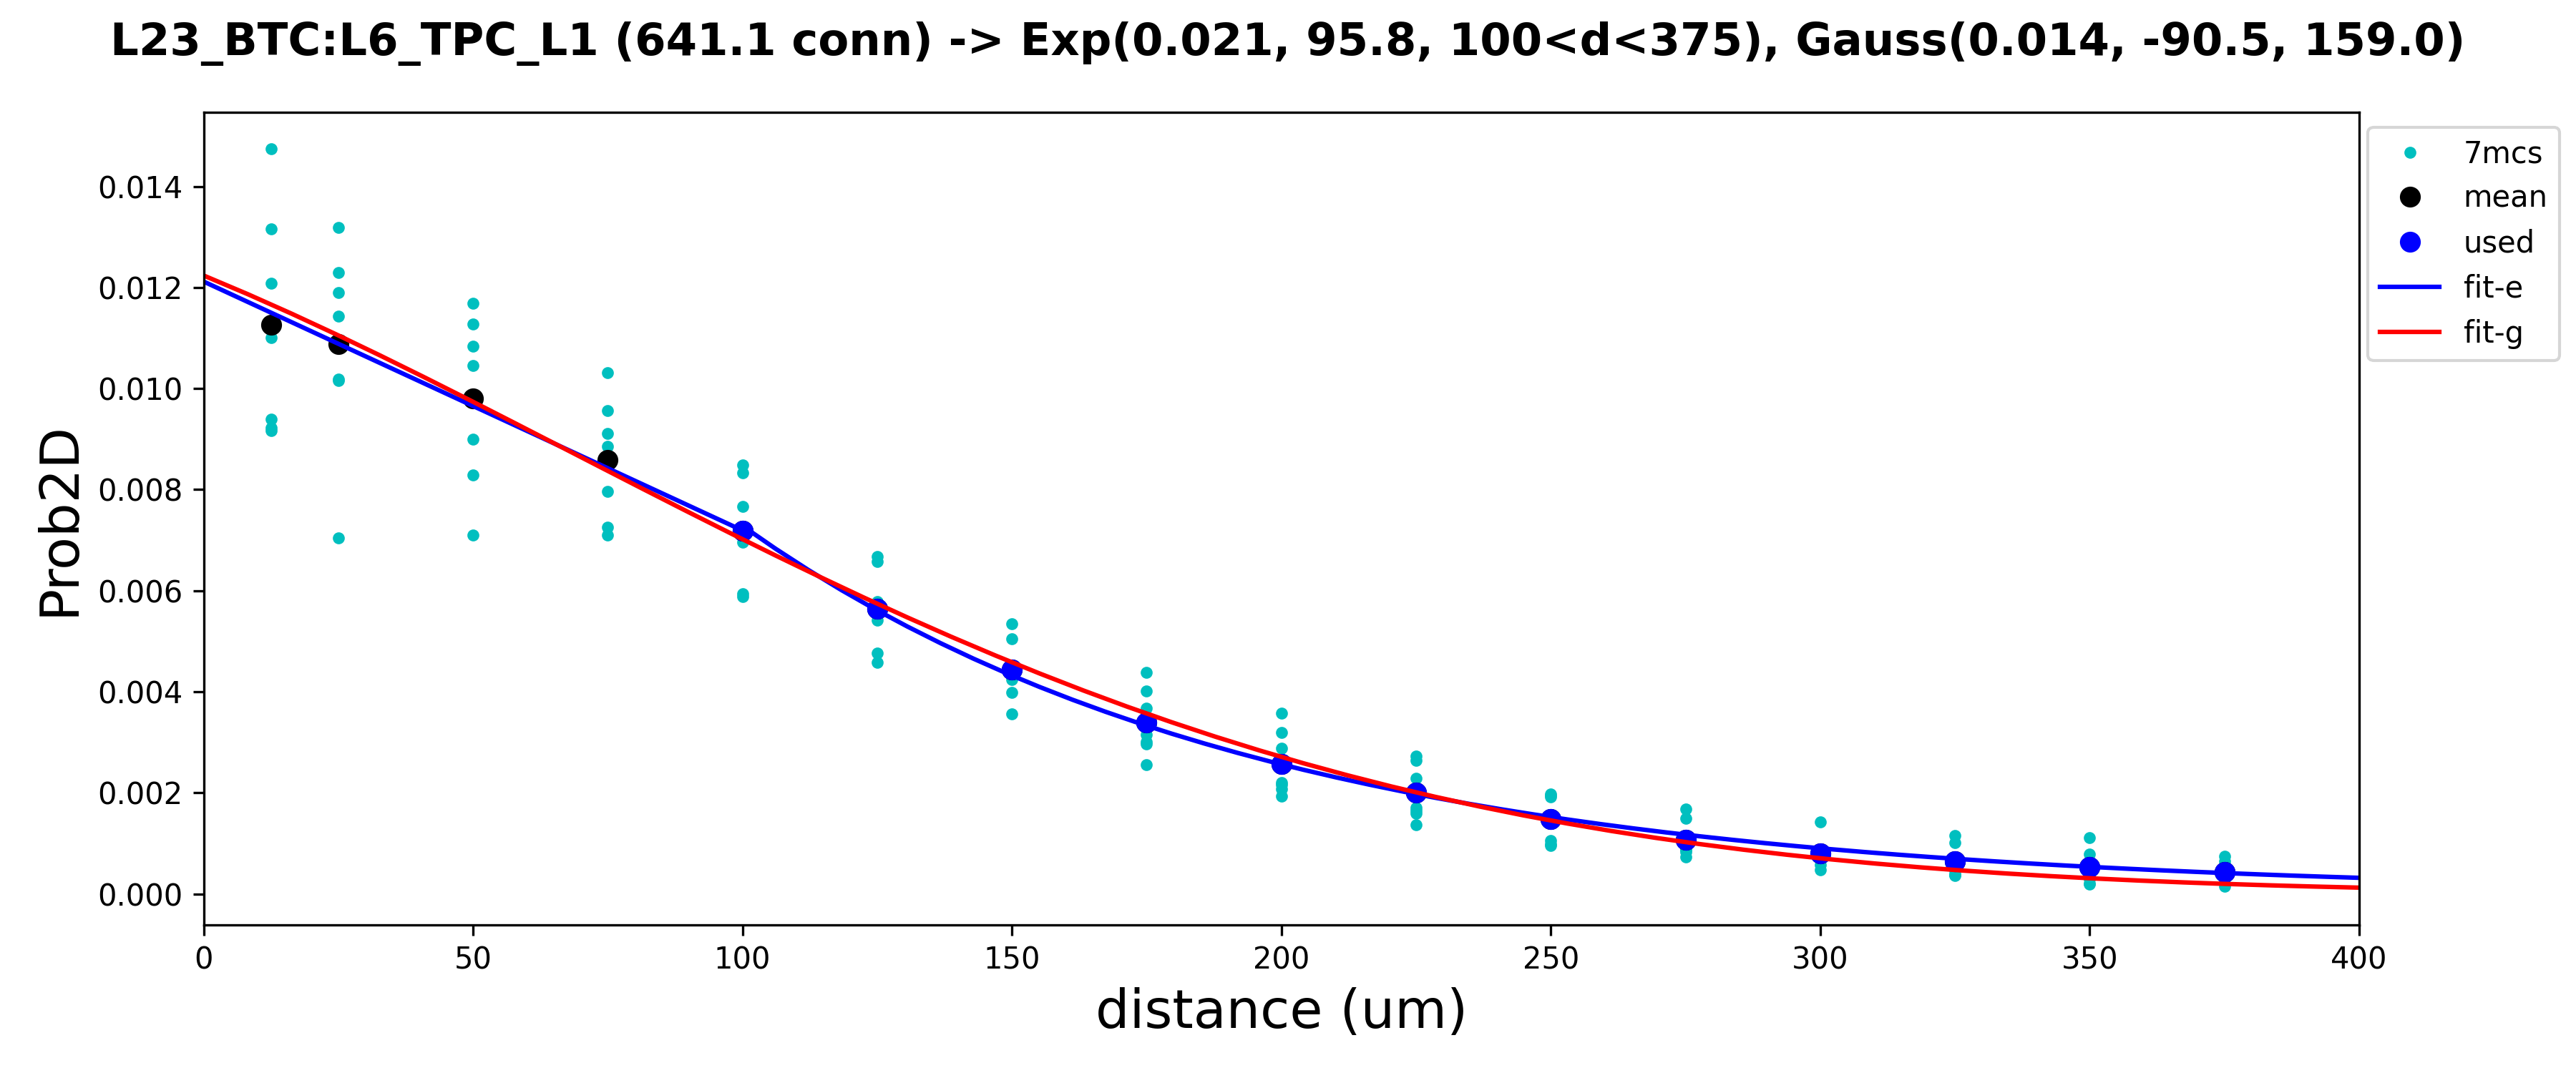 L23_BTC:L6_TPC_L1 (641.1 conn) -> Exp(0.021, 95.8, 100<d<375), Gauss(0.014, -90.5, 159.0)
7mcs
mean
used
fit-e
fit-g
Prob2D
0.014
0.012
0.010
0.008
0.006
0.004
0.002
0.000
0 50 100 150 200 250 300 350 400
distance (um)